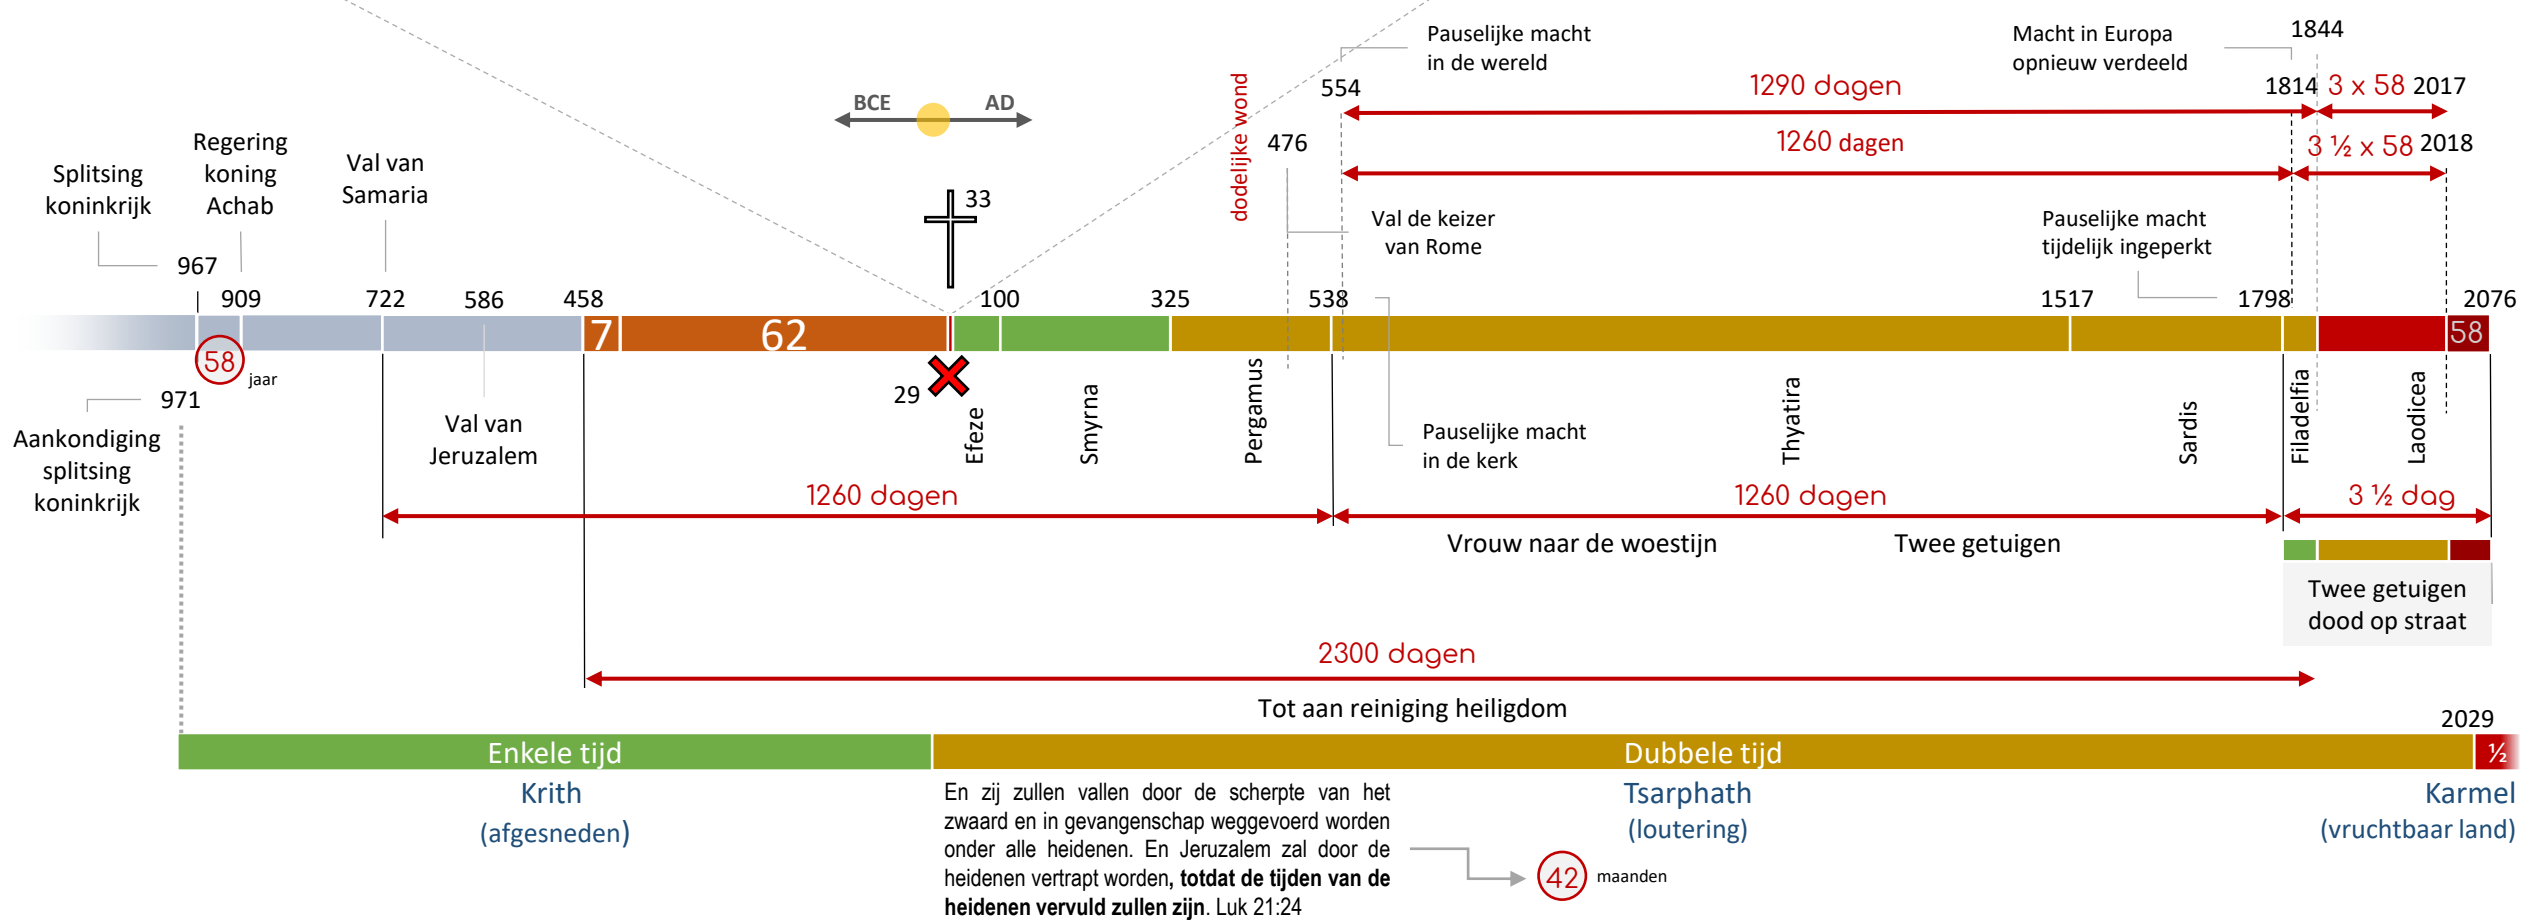 Pauselijke macht
in de wereld
Macht in Europa
opnieuw verdeeld
1844
dodelijke wond
554
1290 dagen
1814
3 x 58
2017
BCE
AD
476
1260 dagen
3 ½ x 58
2018
Splitsing
koninkrijk
Regering
koning
Achab
Val van
Samaria
33
Val de keizer
van Rome
Pauselijke macht
tijdelijk ingeperkt
967
909
722
586
458
100
325
538
1517
1798
2076
7
62
58
58
jaar
971
29
Aankondiging
splitsing
koninkrijk
Val van
Jeruzalem
Efeze
Smyrna
Pergamus
Pauselijke macht
in de kerk
Thyatira
Sardis
Filadelfia
Laodicea
1260 dagen
1260 dagen
3 ½ dag
Vrouw naar de woestijn
Twee getuigen
Twee getuigen
dood op straat
2300 dagen
Tot aan reiniging heiligdom
2029
Enkele tijd
Dubbele tijd
½
Krith
(afgesneden)
Tsarphath
(loutering)
Karmel
(vruchtbaar land)
En zij zullen vallen door de scherpte van het
zwaard en in gevangenschap weggevoerd worden
onder alle heidenen. En Jeruzalem zal door de
heidenen vertrapt worden, totdat de tijden van de
heidenen vervuld zullen zijn. Luk 21:24
42
maanden